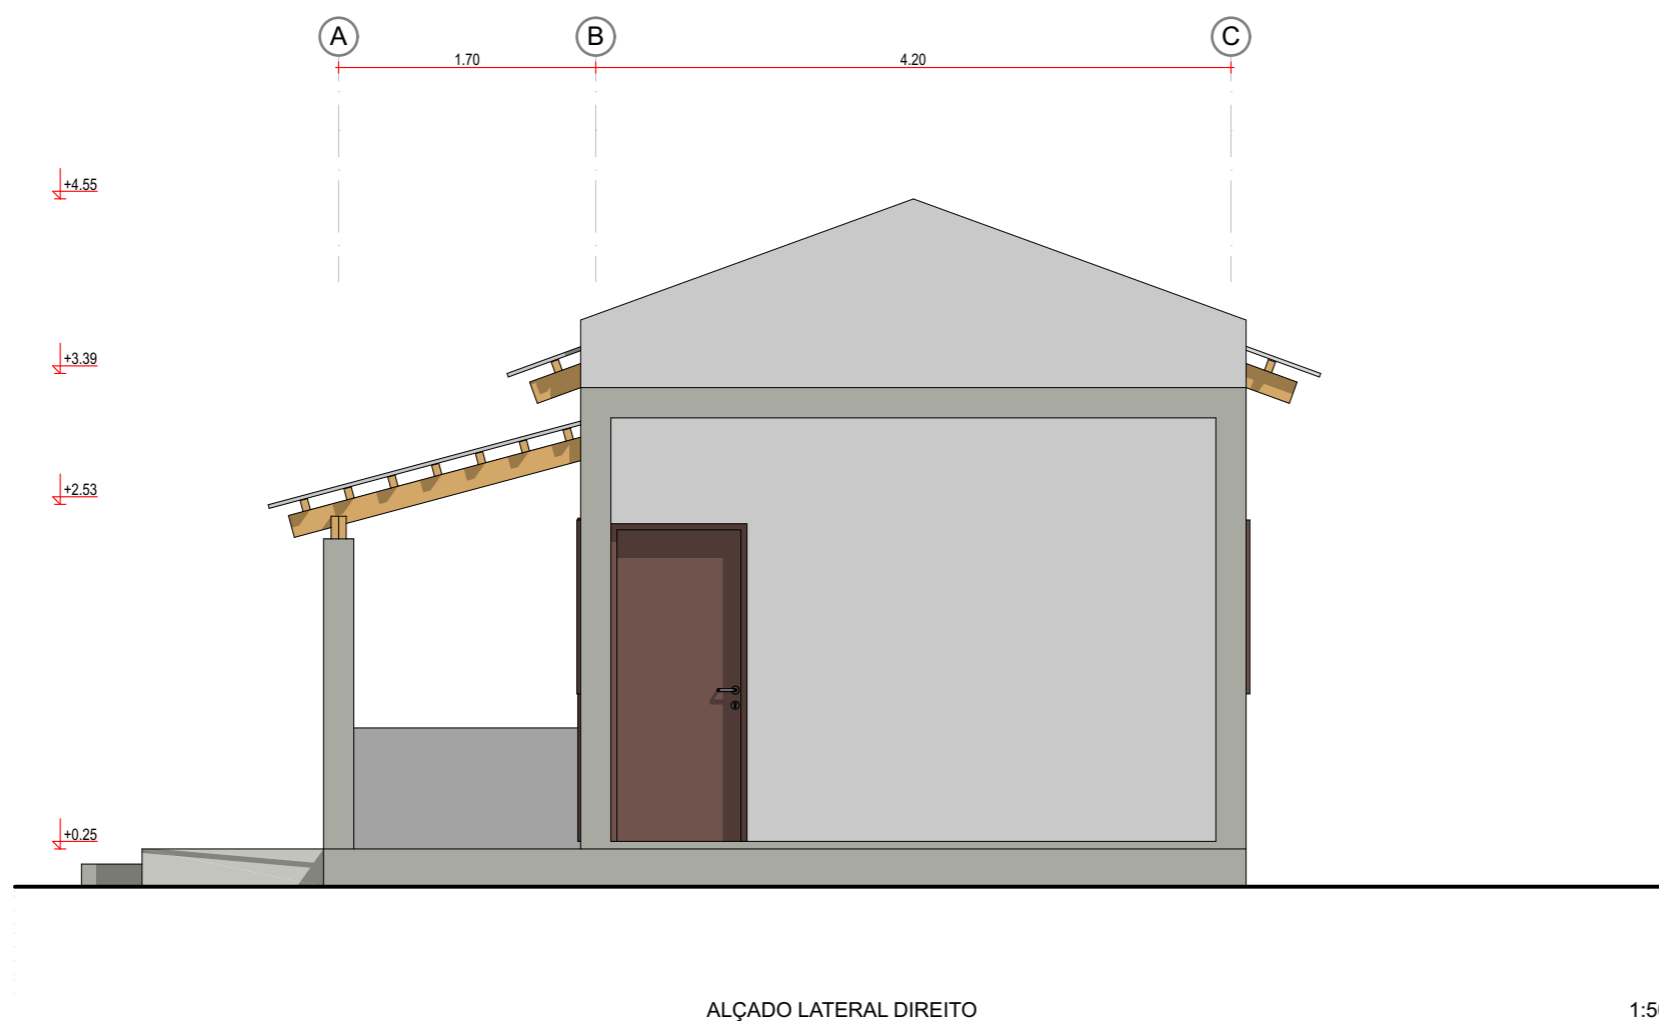 A B C
1.70 4.20
+4.55
+3.39
+2.53
+0.25
ALÇADO LATERAL DIREITO